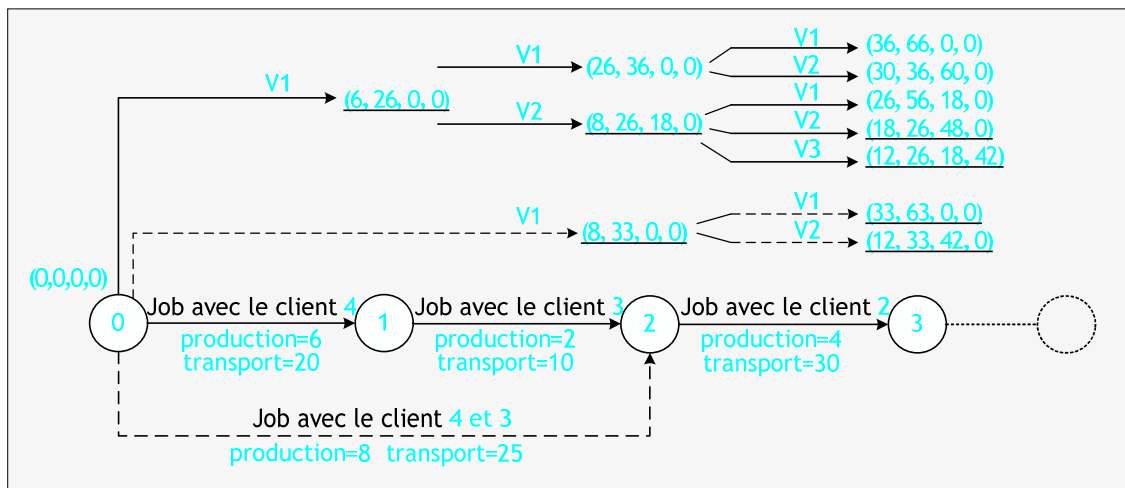 V1 (36, 66, 0, 0)
V1 (26, 36, 0, 0)
V2 (30, 36, 60, 0)
V1 (6, 26, 0, 0)
V1 (26, 56, 18, 0)
V2 (8, 26, 18, 0)
V2 (18, 26, 48, 0)
V3 (12, 26, 18, 42)
V1 (8, 33, 0, 0)
V1 (33, 63, 0, 0)
V2 (12, 33, 42, 0)
(0,0,0,0)
Job avec le client 4 Job avec le client 3 Job avec le client 2
0 1 2 3
production=6 production=2 production=4
transport=20 transport=10 transport=30
Job avec le client 4 et 3
production=8 transport=25